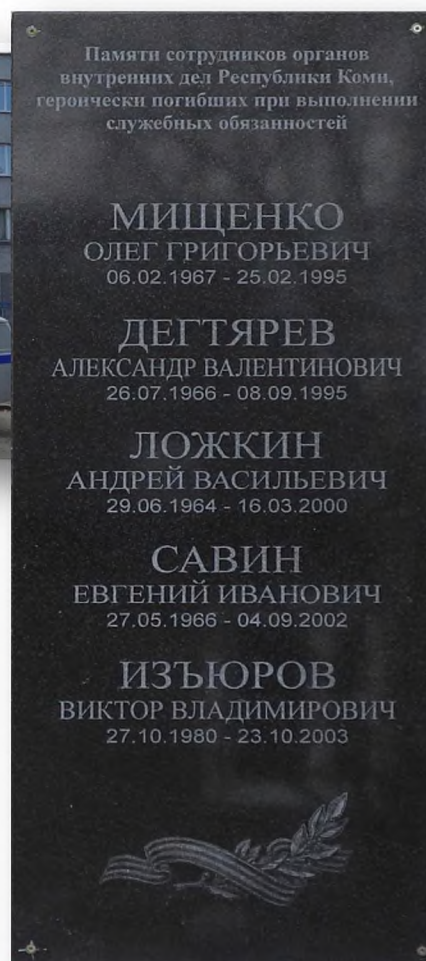 Памяти сотрудников органов
внутренних дел Республики Коми,
героически погибших при выполнении
служебных обязанностей
МИЩЕНКО
ОЛЕГ ГРИГОРЬЕВИЧ
06.02.1967 - 25.02.1995
ДЕГТЯРЕВ
АЛЕКСАНДР ВАЛЕНТИНОВИЧ
26.07.1966 - 08.09.1995
ЛОЖКИН
АНДРЕЙ ВАСИЛЬЕВИЧ
29.06.1964 - 16.03.2000
САВИН
ЕВГЕНИЙ ИВАНОВИЧ
27.05.1966 - 04.09.2002
ИЗЪЮРОВ
ВИКТОР ВЛАДИМИРОВИЧ
27.10.1980 - 23.10.2003